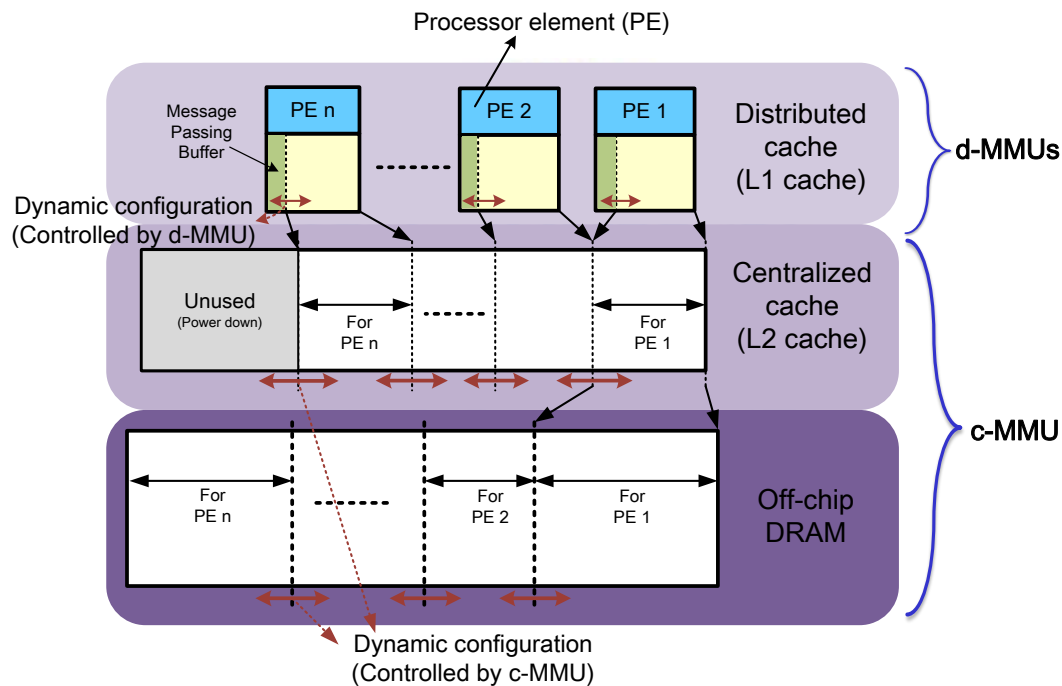 Processor element (PE)
PE n
PE 2
PE 1
Message
Passing
Buffer
Distributed
cache
(L1 cache)
d-MMUs
Dynamic configuration
(Controlled by d-MMU)
Unused
(Power down)
For
PE n
For
PE 1
Centralized
cache
(L2 cache)
c-MMU
For
PE n
For
PE 2
For
PE 1
Off-chip
DRAM
Dynamic configuration
(Controlled by c-MMU)